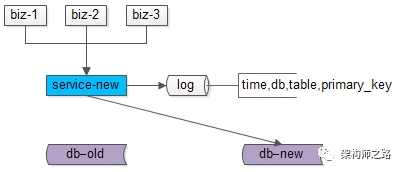 biz-1 biz-2 biz-3
service-new log time,db,table,primary_key
db-old db-new
架构师之路